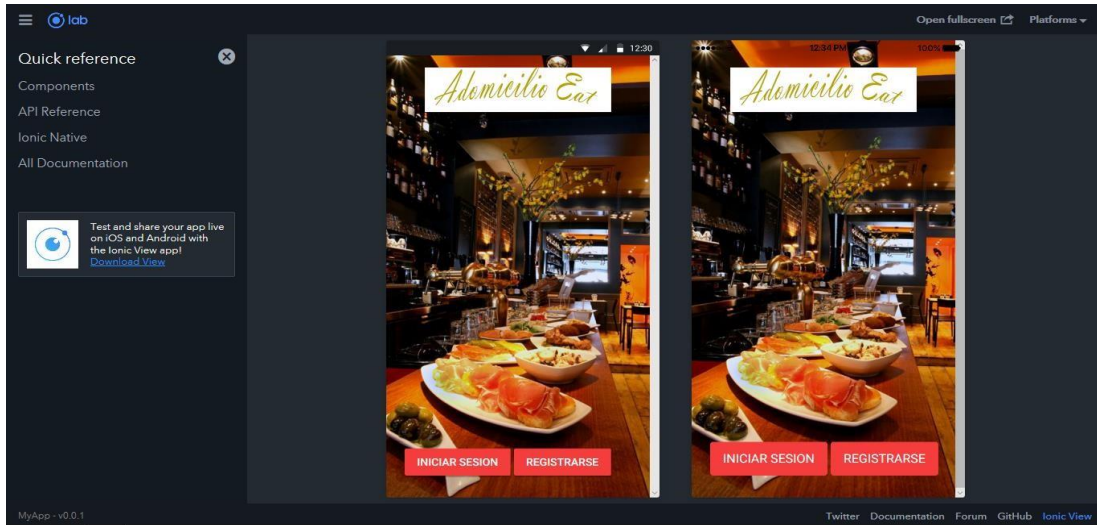 lab
Open fullscreen
Platforms
Quick reference
Components
API Reference
Ionic Native
All Documentation
Test and share your app live
on iOS and Android with
the Ionic View app!
Download View
12:30
Adomicilio Eat
INICIAR SESION REGISTRARSE
12:34 PM 100%
Adomicilio Eat
INICIAR SESION REGISTRARSE
MyApp - v0.0.1
Twitter Documentation Forum GitHub Ionic View